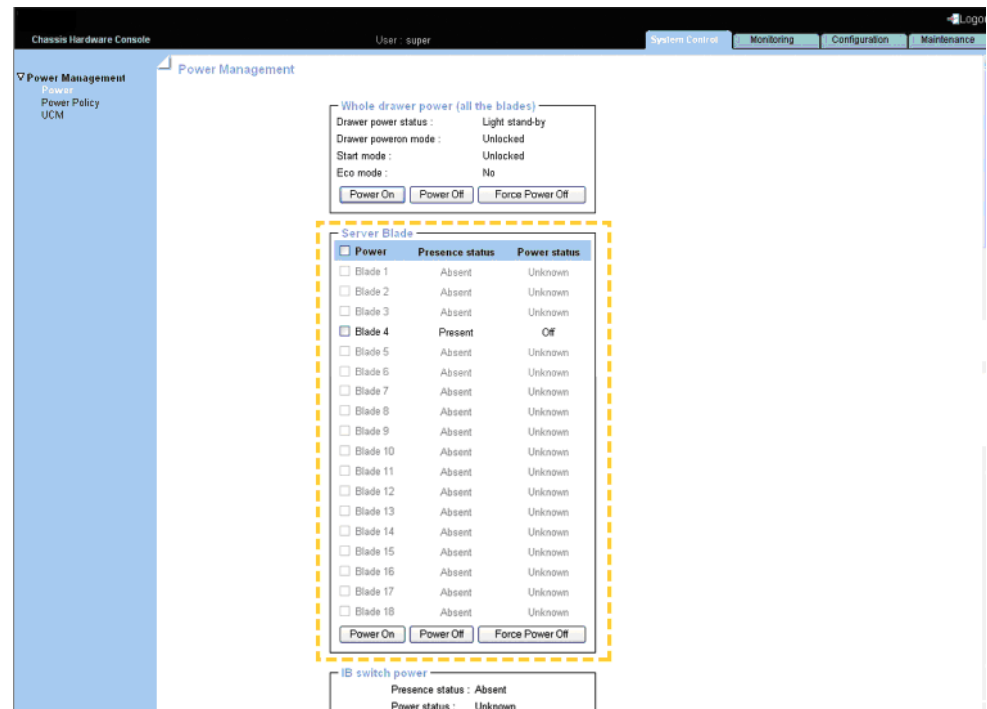 Logou
Chassis Hardware Console
User : super
System Control
Monitoring
Configuration
Maintenance
Power Management
Power
Power Policy
UCM
Power Management
Whole drawer power (all the blades)
Drawer power status : Light stand-by
Drawer poweron mode : Unlocked
Start mode : Unlocked
Eco mode : No
Power On Power Off Force Power Off
Server Blade
Power Presence status Power status
Blade 1 Absent Unknown
Blade 2 Absent Unknown
Blade 3 Absent Unknown
Blade 4 Present Off
Blade 5 Absent Unknown
Blade 6 Absent Unknown
Blade 7 Absent Unknown
Blade 8 Absent Unknown
Blade 9 Absent Unknown
Blade 10 Absent Unknown
Blade 11 Absent Unknown
Blade 12 Absent Unknown
Blade 13 Absent Unknown
Blade 14 Absent Unknown
Blade 15 Absent Unknown
Blade 16 Absent Unknown
Blade 17 Absent Unknown
Blade 18 Absent Unknown
Power On Power Off Force Power Off
IB switch power
Presence status : Absent
Power status : Unknown